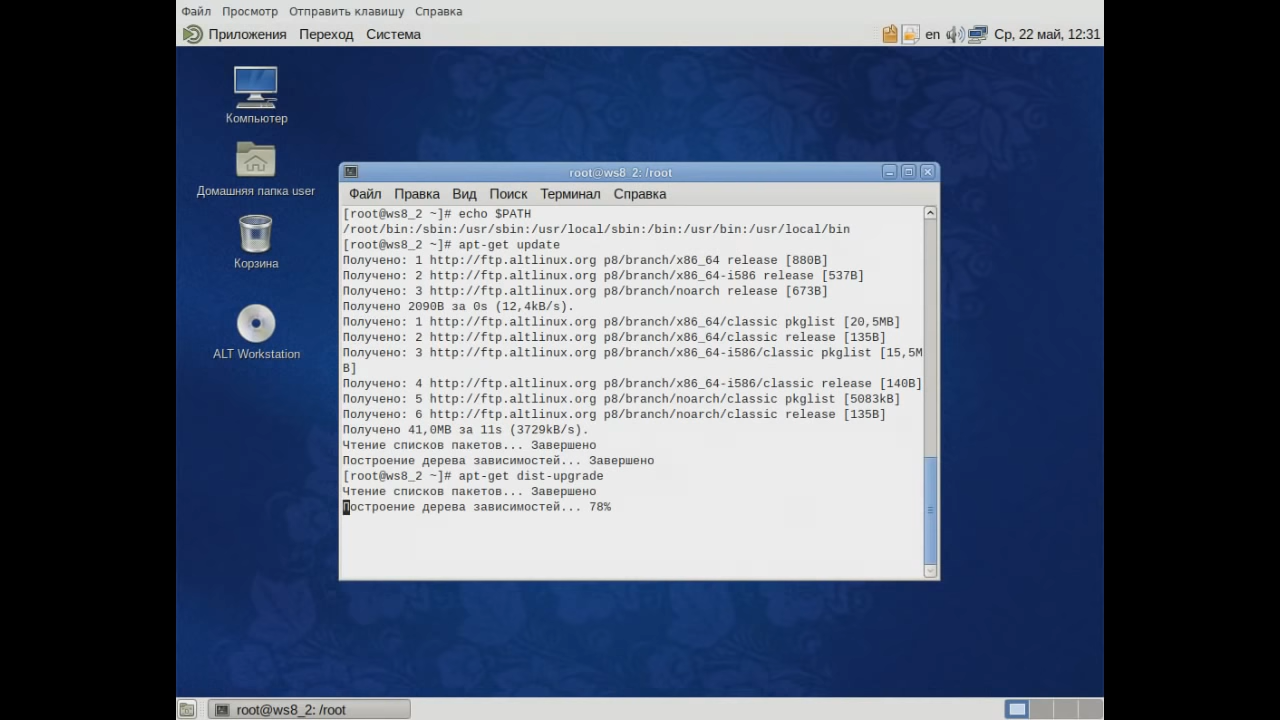 Файл Просмотр Отправить клавишу Справка
Приложения Переход Система en Ср, 22 май, 12:31
Компьютер
Домашняя папка user
Корзина
ALT Workstation
root@ws8_2: /root
Файл Правка Вид Поиск Терминал Справка
[root@ws8_2 ~]# echo $PATH
/root/bin:/sbin:/usr/sbin:/usr/local/sbin:/bin:/usr/bin:/usr/local/bin
[root@ws8_2 ~]# apt-get update
Получено: 1 http://ftp.altlinux.org p8/branch/x86_64 release [880B]
Получено: 2 http://ftp.altlinux.org p8/branch/x86_64-i586 release [537B]
Получено: 3 http://ftp.altlinux.org p8/branch/noarch release [673B]
Получено 2090B за 0s (12,4kB/s).
Получено: 1 http://ftp.altlinux.org p8/branch/x86_64/classic pkglist [20,5MB]
Получено: 2 http://ftp.altlinux.org p8/branch/x86_64/classic release [135B]
Получено: 3 http://ftp.altlinux.org p8/branch/x86_64-i586/classic pkglist [15,5M
B]
Получено: 4 http://ftp.altlinux.org p8/branch/x86_64-i586/classic release [140B]
Получено: 5 http://ftp.altlinux.org p8/branch/noarch/classic pkglist [5083kB]
Получено: 6 http://ftp.altlinux.org p8/branch/noarch/classic release [135B]
Получено 41,0MB за 11s (3729kB/s).
Чтение списков пакетов... Завершено
Построение дерева зависимостей... Завершено
[root@ws8_2 ~]# apt-get dist-upgrade
Чтение списков пакетов... Завершено
Построение дерева зависимостей... 78%
root@ws8_2: /root